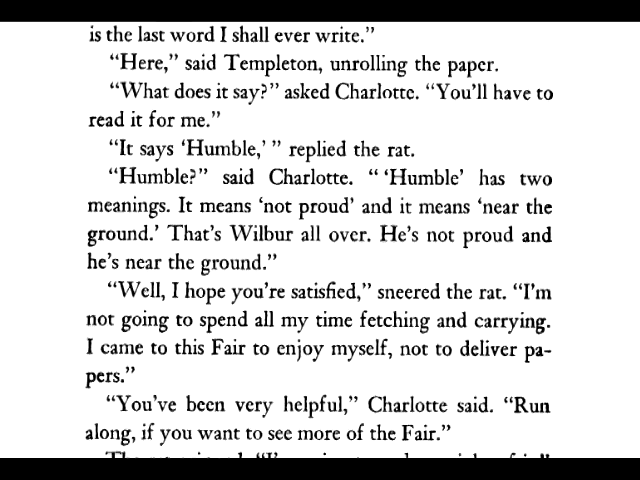 is the last word I shall ever write.”
“Here,” said Templeton, unrolling the paper.
“What does it say?” asked Charlotte. “You'll have to
read it for me.”
“It says ‘Humble,’ ” replied the rat.
“Humble?” said Charlotte. “ ‘Humble’ has two
meanings. It means ‘not proud’ and it means ‘near the
ground.’ That's Wilbur all over. He's not proud and
he's near the ground.”
“Well, I hope you're satisfied,” sneered the rat. “I'm
not going to spend all my time fetching and carrying.
I came to this Fair to enjoy myself, not to deliver pa-
pers.”
“You've been very helpful,” Charlotte said. “Run
along, if you want to see more of the Fair.”